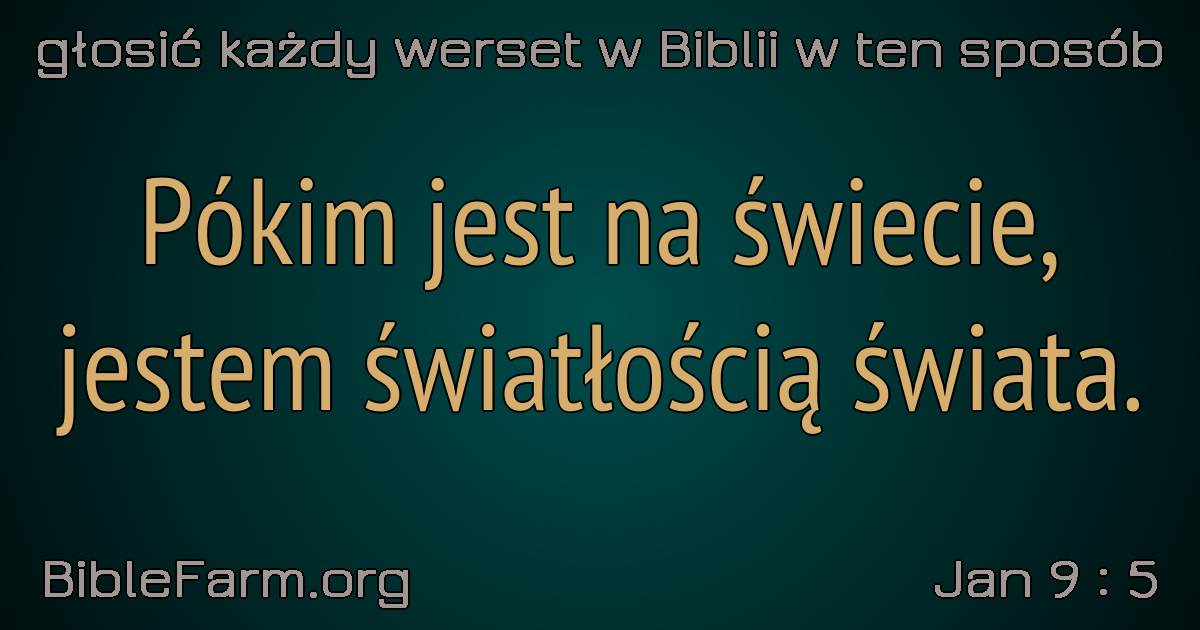 głosić każdy werset w Biblii w ten sposób
Pókim jest na świecie,
jestem światłością świata.
BibleFarm.org
Jan 9 : 5